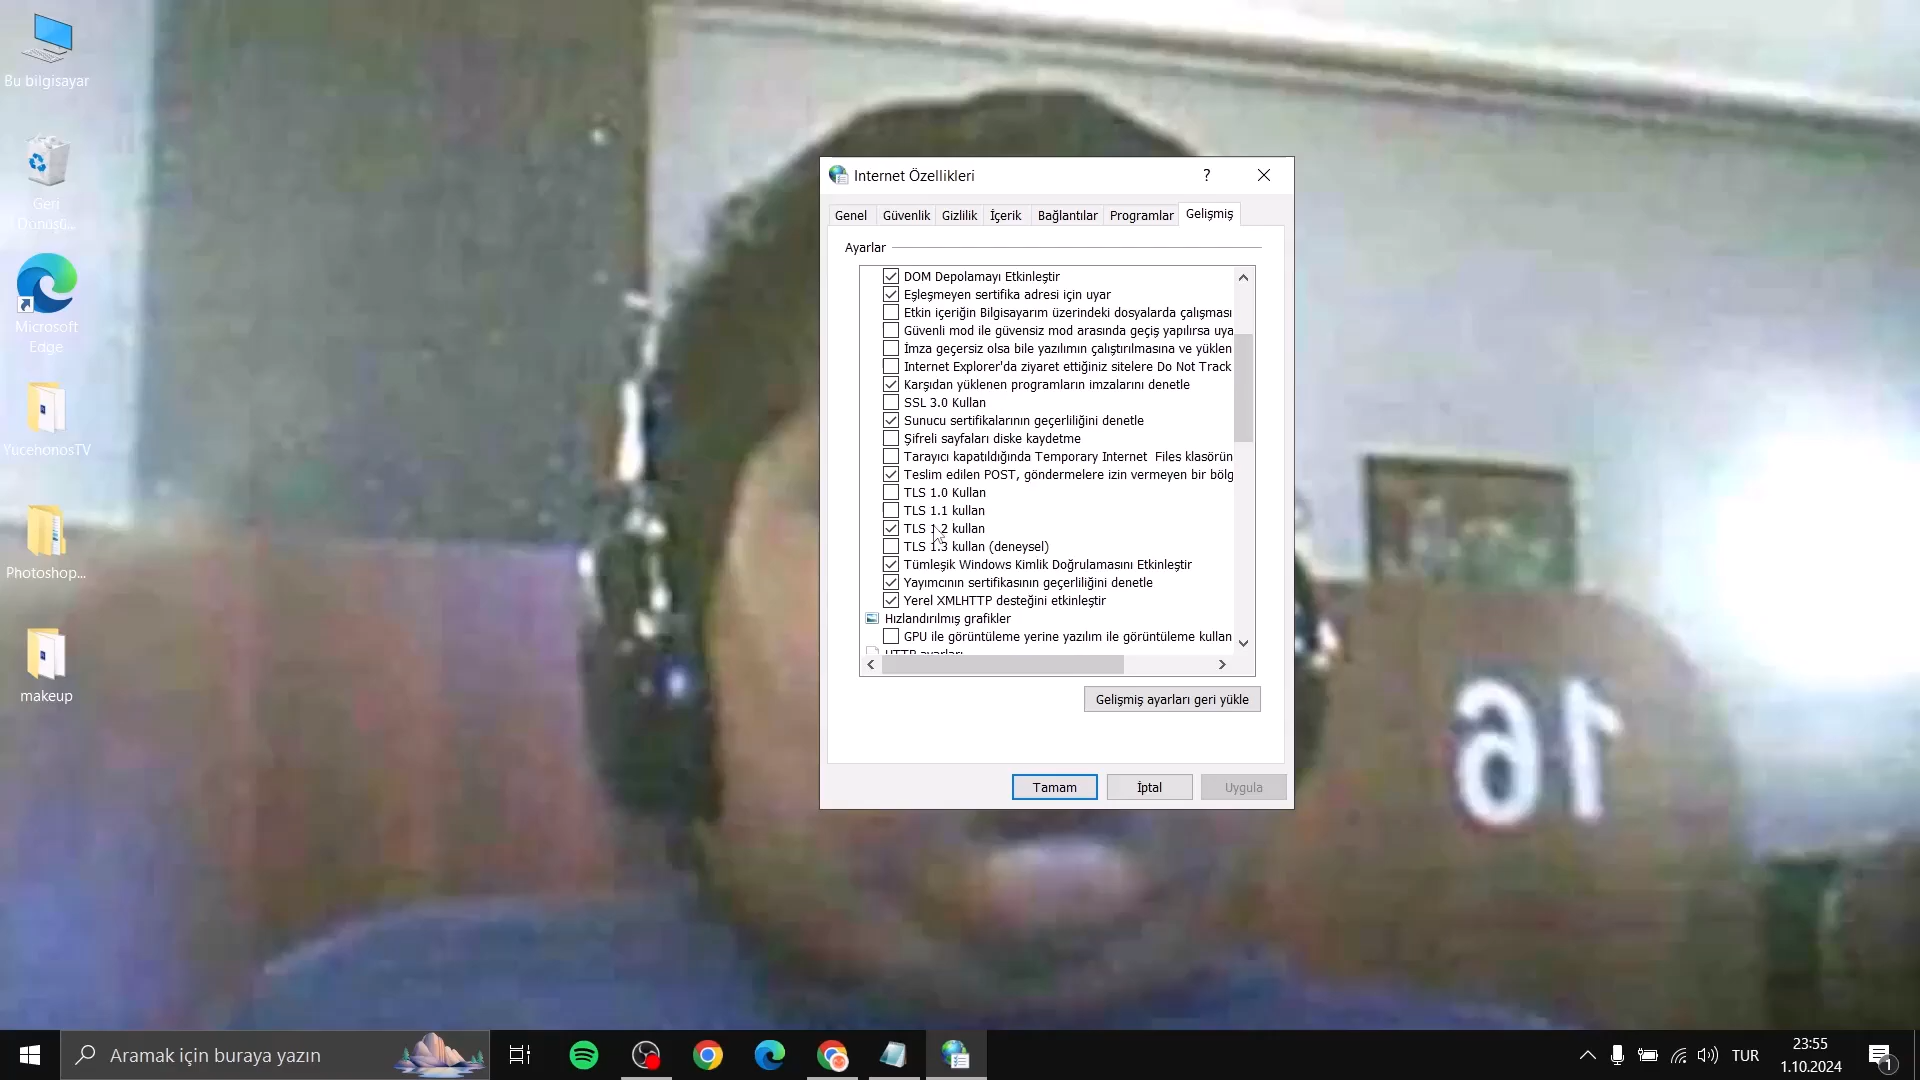 Bu bilgisayar
Geri
Dönüşü...
Microsoft
Edge
YucehonosTV
Photoshop...
makeup
Internet Özellikleri
?
Genel
Güvenlik
Gizlilik
İçerik
Bağlantılar
Programlar
Gelişmiş
Ayarlar
DOM Depolamayı Etkinleştir
Eşleşmeyen sertifika adresi için uyar
Etkin içeriğin Bilgisayarım üzerindeki dosyalarda çalışması
Güvenli mod ile güvensiz mod arasında geçiş yapılırsa uya
İmza geçersiz olsa bile yazılımın çalıştırılmasına ve yüklen
Internet Explorer'da ziyaret ettiğiniz sitelere Do Not Track
Karşıdan yüklenen programların imzalarını denetle
SSL 3.0 Kullan
Sunucu sertifikalarının geçerliliğini denetle
Şifreli sayfaları diske kaydetme
Tarayıcı kapatıldığında Temporary Internet Files klasörün
Teslim edilen POST, göndermelere izin vermeyen bir bölg
TLS 1.0 Kullan
TLS 1.1 kullan
TLS 1.2 kullan
TLS 1.3 kullan (deneysel)
Tümleşik Windows Kimlik Doğrulamasını Etkinleştir
Yayımcının sertifikasının geçerliliğini denetle
Yerel XMLHTTP desteğini etkinleştir
Hızlandırılmış grafikler
GPU ile görüntüleme yerine yazılım ile görüntüleme kullan
HTTP ayarları
Gelişmiş ayarları geri yükle
Tamam
İptal
Uygula
16
Aramak için buraya yazın
TUR
23:55
1.10.2024
1